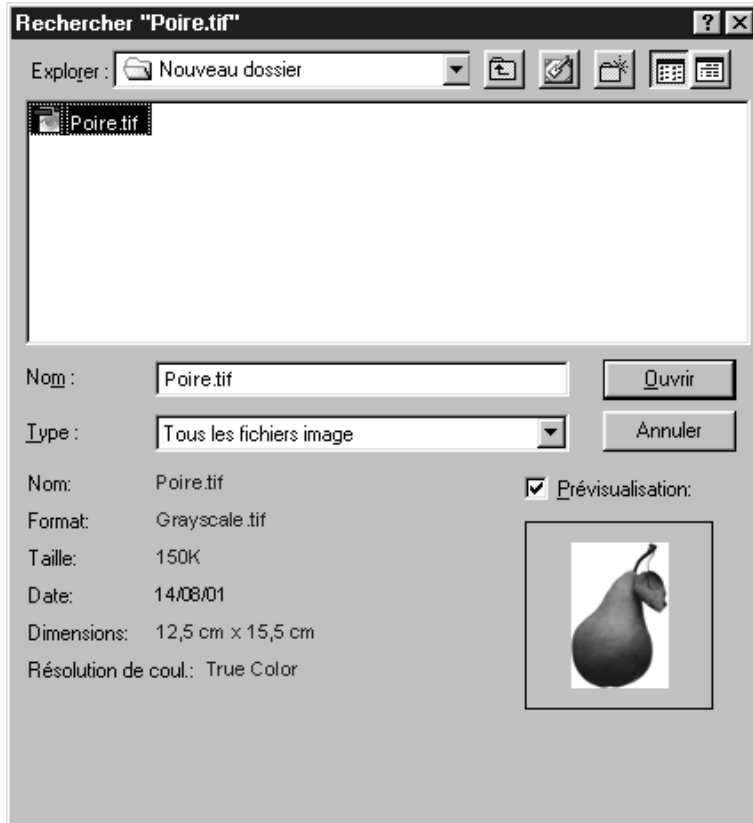 Rechercher "Poire.tif"
Explorer : Nouveau dossier
Poire.tif
Nom : Poire.tif Ouvrir
Type : Tous les fichiers image Annuler
Nom: Poire.tif Prévisualisation:
Format: Grayscale.tif
Taille: 150K
Date: 14/08/01
Dimensions: 12,5 cm x 15,5 cm
Résolution de coul.: True Color